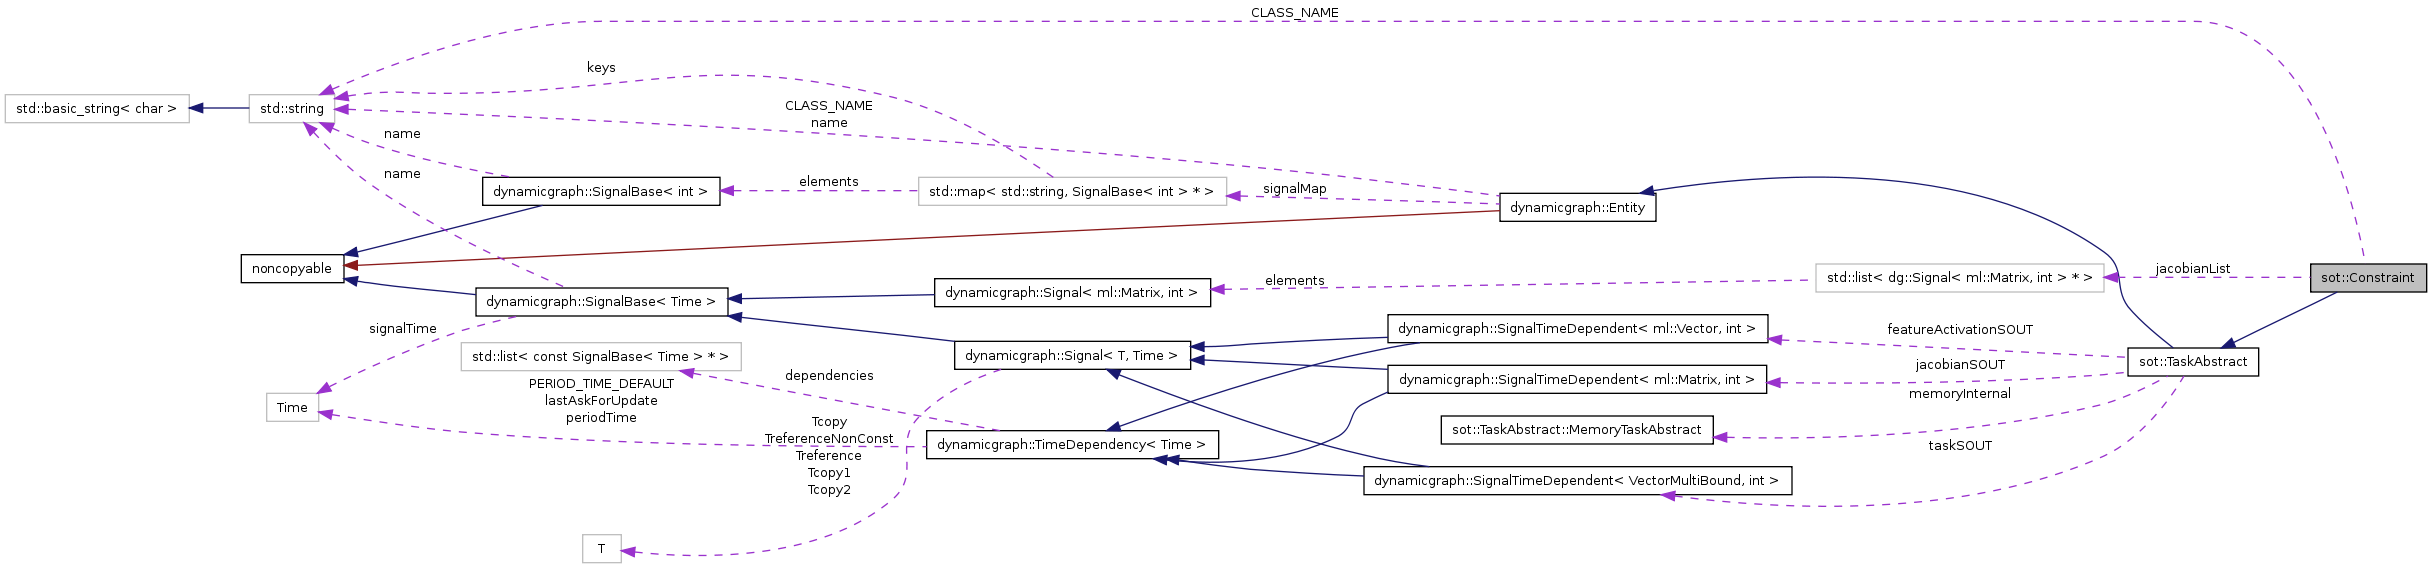 CLASS_NAME
keys
std::basic_string< char >
std::string
CLASS_NAME
name
name
name
dynamicgraph::SignalBase< int >
elements
std::map< std::string, SignalBase< int > * >
signalMap
dynamicgraph::Entity
noncopyable
dynamicgraph::SignalBase< Time >
dynamicgraph::Signal< ml::Matrix, int >
elements
std::list< dg::Signal< ml::Matrix, int > * >
jacobianList
sot::Constraint
signalTime
std::list< const SignalBase< Time > * >
dynamicgraph::Signal< T, Time >
dynamicgraph::SignalTimeDependent< ml::Vector, int >
featureActivationSOUT
sot::TaskAbstract
dependencies
dynamicgraph::SignalTimeDependent< ml::Matrix, int >
jacobianSOUT
memoryInternal
Time
PERIOD_TIME_DEFAULT
lastAskForUpdate
periodTime
Tcopy
TreferenceNonConst
Treference
Tcopy1
Tcopy2
dynamicgraph::TimeDependency< Time >
sot::TaskAbstract::MemoryTaskAbstract
taskSOUT
dynamicgraph::SignalTimeDependent< VectorMultiBound, int >
T